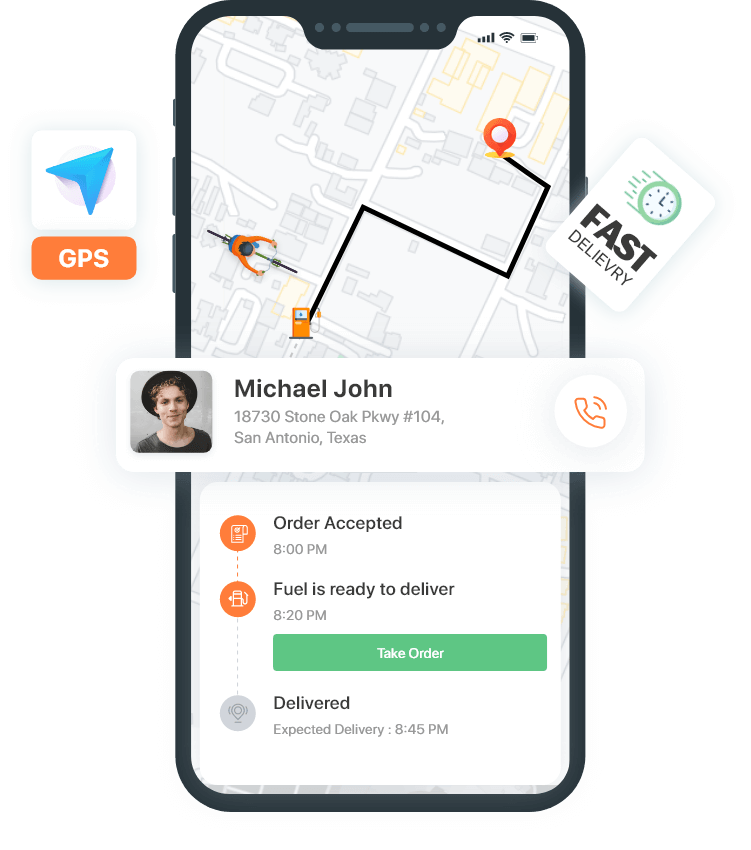 GPS
FAST
DELIEVRY
Michael John
18730 Stone Oak Pkwy #104,
San Antonio, Texas
Order Accepted
8:00 PM
Fuel is ready to deliver
8:20 PM
Take Order
Delivered
Expected Delivery : 8:45 PM